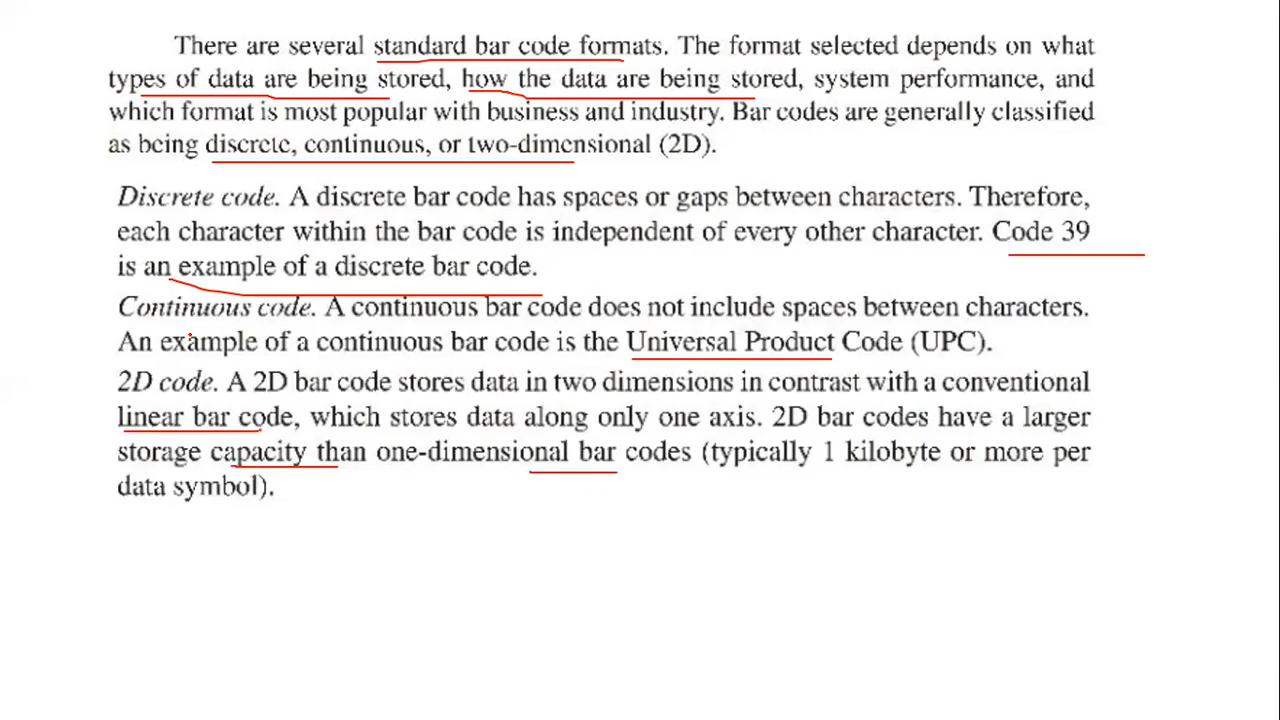 There are several standard bar code formats. The format selected depends on what
types of data are being stored, how the data are being stored, system performance, and
which format is most popular with business and industry. Bar codes are generally classified
as being discrete, continuous, or two-dimensional (2D).
Discrete code. A discrete bar code has spaces or gaps between characters. Therefore,
each character within the bar code is independent of every other character. Code 39
is an example of a discrete bar code.
Continuous code. A continuous bar code does not include spaces between characters.
An example of a continuous bar code is the Universal Product Code (UPC).
2D code. A 2D bar code stores data in two dimensions in contrast with a conventional
linear bar code, which stores data along only one axis. 2D bar codes have a larger
storage capacity than one-dimensional bar codes (typically 1 kilobyte or more per
data symbol).